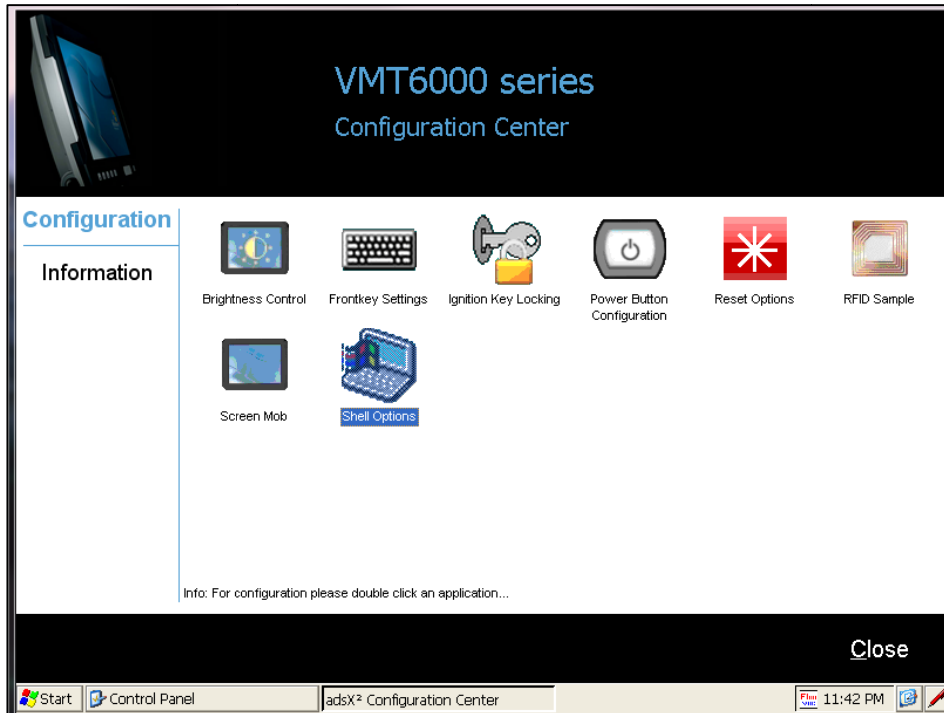 VMT6000 series
Configuration Center
Configuration
Information
Brightness Control
Frontkey Settings
Ignition Key Locking
Power Button
Configuration
Reset Options
RFID Sample
Screen Mob
Shell Options
Info: For configuration please double click an application...
Close
Start
Control Panel
adsX² Configuration Center
11:42 PM